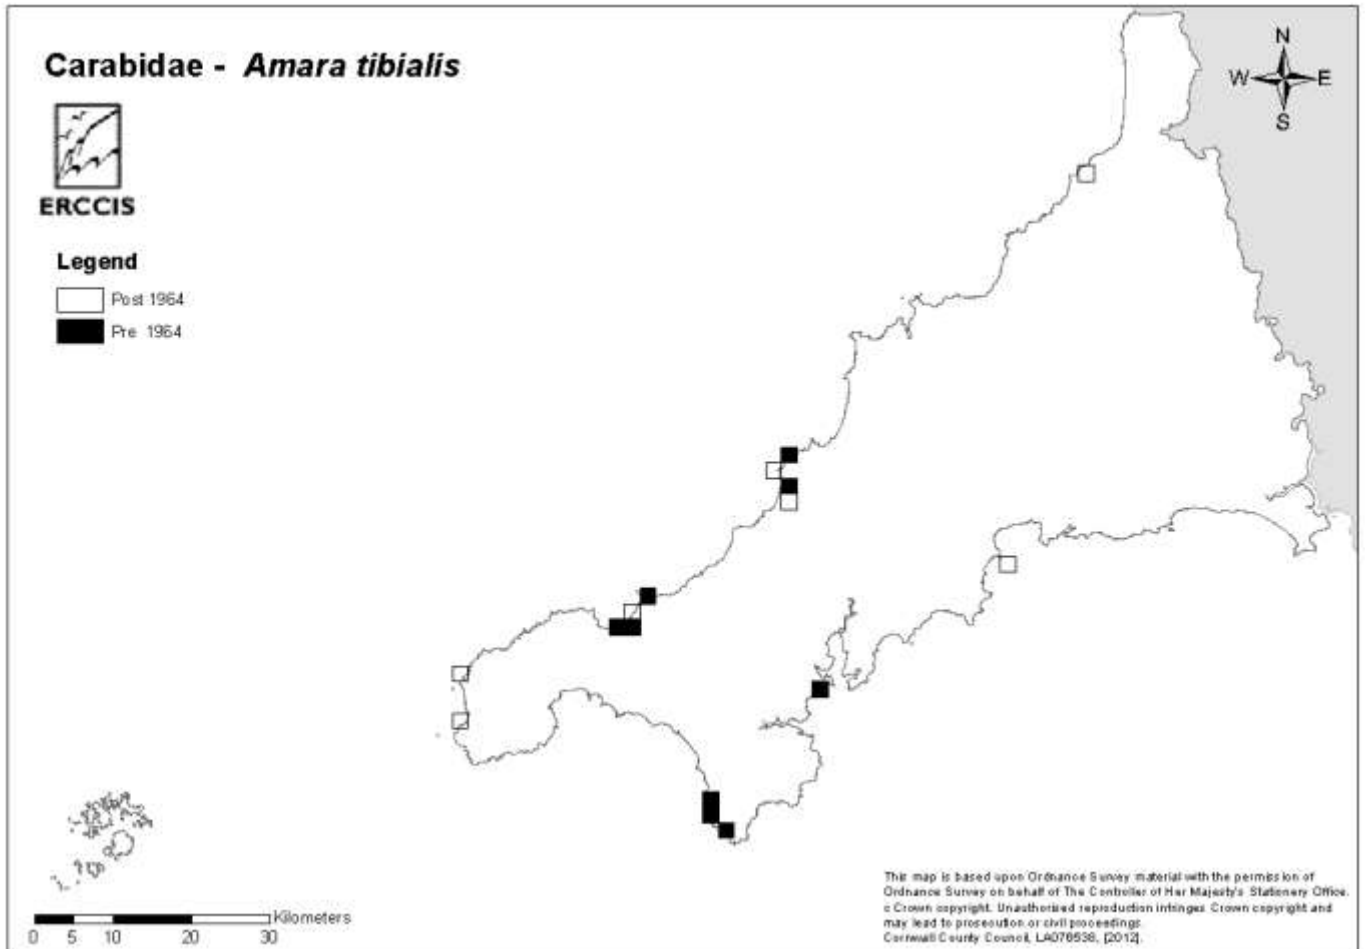 Carabidae - Amara tibialis
N
W E
S
ERCCIS
Legend
Post 1964
Pre 1964
Kilometers
0 5 10 20 30
This map is based upon Ordnance Survey material with the permission of
Ordnance Survey on behalf of The Controller of Her Majesty's Stationery Office.
c Crown copyright. Unauthorised reproduction infringes Crown copyright and
may lead to prosecution or civil proceedings.
Cornwall County Council, LA076538, [2012].